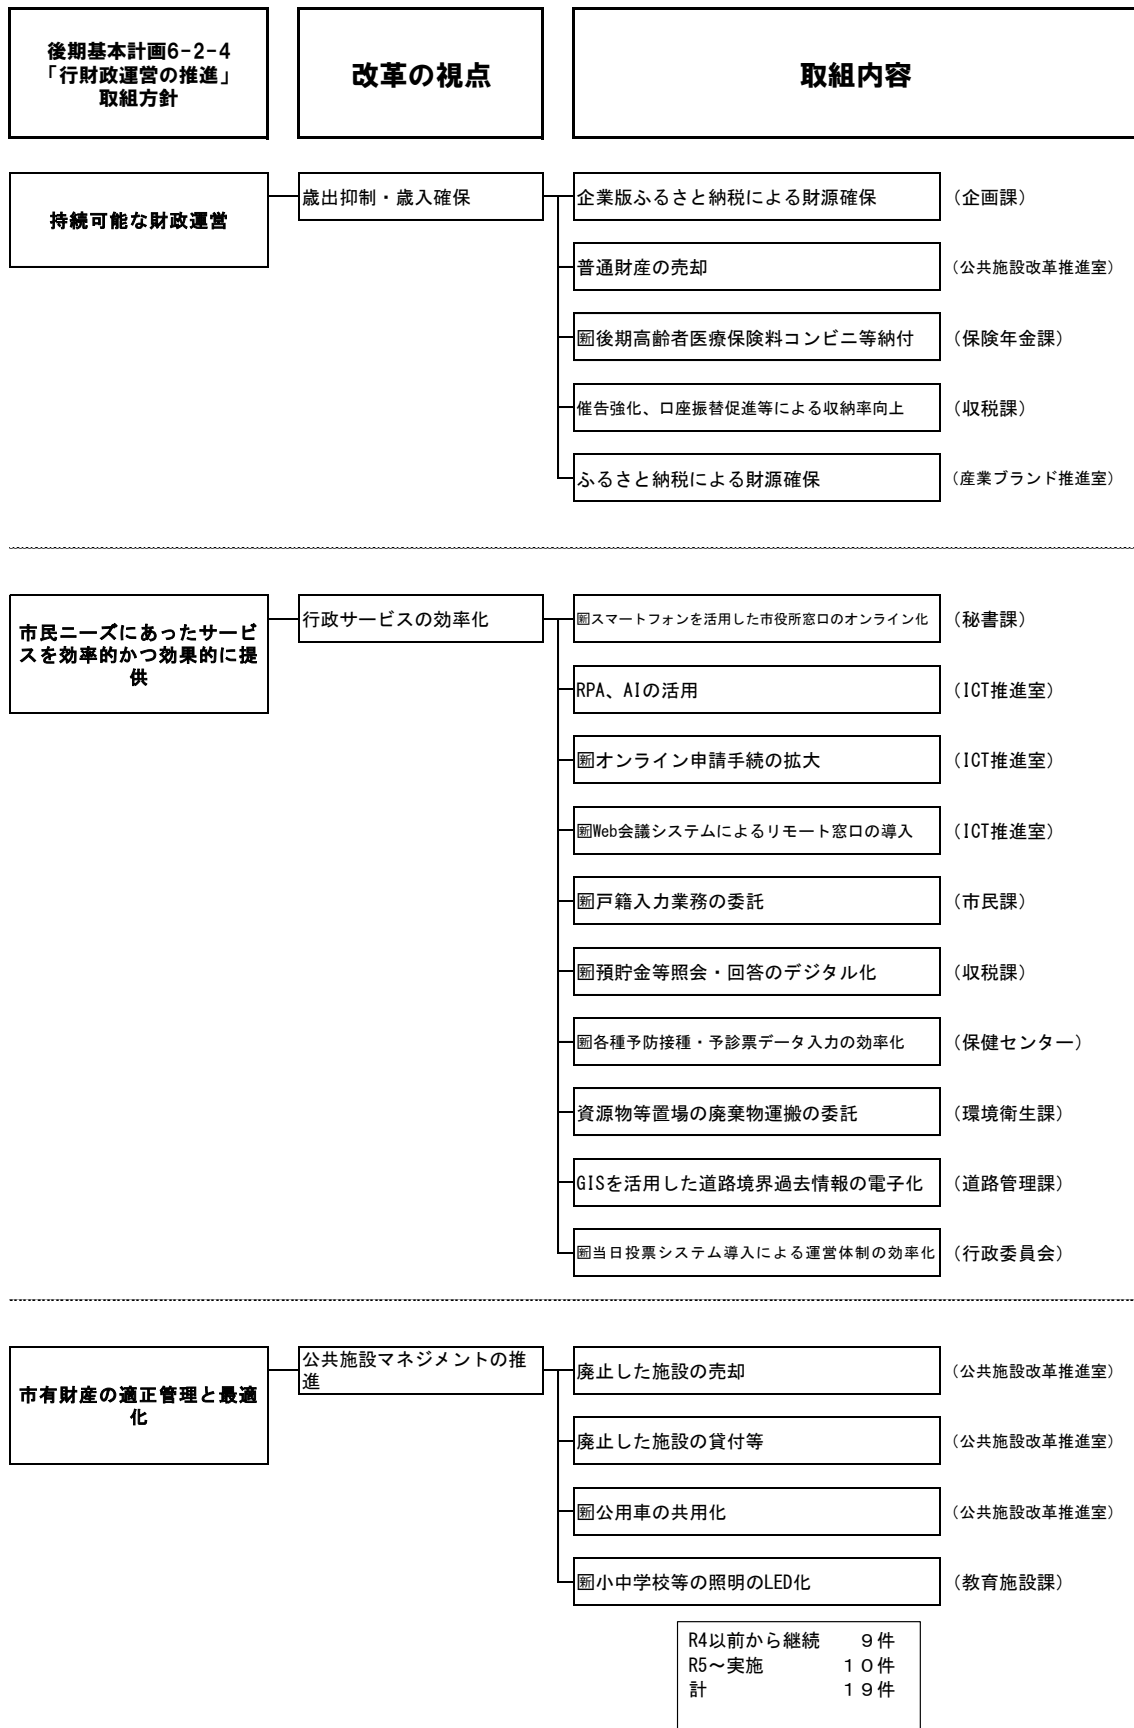 後期基本計画6-2-4
「行財政運営の推進」
取組方針
改革の視点
取組内容
持続可能な財政運営
歳出抑制・歳入確保
企業版ふるさと納税による財源確保
（企画課）
普通財産の売却
（公共施設改革推進室）
🈟後期高齢者医療保険料コンビニ等納付
（保険年金課）
催告強化、口座振替促進等による収納率向上
（収税課）
ふるさと納税による財源確保
（産業ブランド推進室）
市民ニーズにあったサービ
スを効率的かつ効果的に提
供
行政サービスの効率化
🈟スマートフォンを活用した市役所窓口のオンライン化
（秘書課）
RPA、AIの活用
（ICT推進室）
🈟オンライン申請手続の拡大
（ICT推進室）
🈟Web会議システムによるリモート窓口の導入
（ICT推進室）
🈟戸籍入力業務の委託
（市民課）
🈟預貯金等照会・回答のデジタル化
（収税課）
🈟各種予防接種・予診票データ入力の効率化
（保健センター）
資源物等置場の廃棄物運搬の委託
（環境衛生課）
GISを活用した道路境界過去情報の電子化
（道路管理課）
🈟当日投票システム導入による運営体制の効率化
（行政委員会）
市有財産の適正管理と最適
化
公共施設マネジメントの推
進
廃止した施設の売却
（公共施設改革推進室）
廃止した施設の貸付等
（公共施設改革推進室）
🈟公用車の共用化
（公共施設改革推進室）
🈟小中学校等の照明のLED化
（教育施設課）
R4以前から継続　９件
R5～実施　１０件
計　１９件